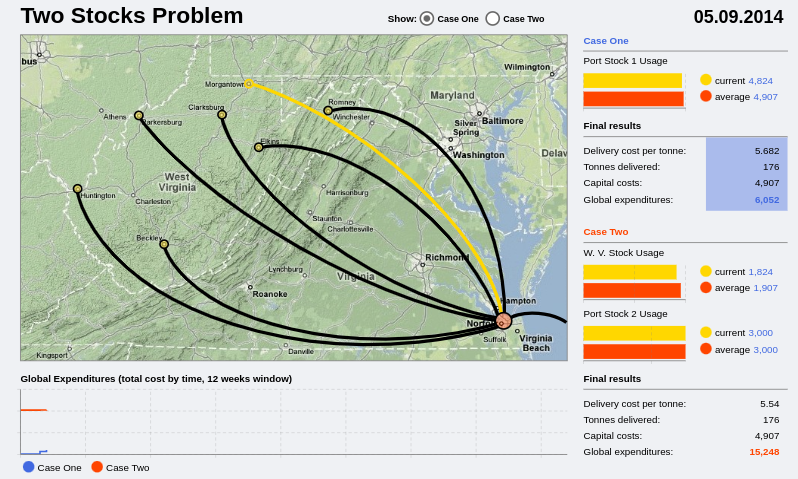 Two Stocks Problem
Show: Case One Case Two
05.09.2014
bus
Wilmington
Morgantown
Maryland
Clarksburg
Romney
Athens
Parkersburg
Winchester
Silver Spring
Baltimore
Elkins
Washington
Delav
West Virginia
Huntington
Charleston
Harrisonburg
Staunton
Charlottesville
Beckley
Richmond
Lynchburg
Virginia
Roanoke
ampton
Norfolk
Suffolk
Virginia Beach
Danville
Kingsport
Case One
Port Stock 1 Usage
current 4,824
average 4,907
Final results
Delivery cost per tonne: 5.682
Tonnes delivered: 176
Capital costs: 4,907
Global expenditures: 6,052
Case Two
W. V. Stock Usage
current 1,824
average 1,907
Port Stock 2 Usage
current 3,000
average 3,000
Final results
Delivery cost per tonne: 5.54
Tonnes delivered: 176
Capital costs: 4,907
Global expenditures: 15,248
Global Expenditures (total cost by time, 12 weeks window)
Case One Case Two